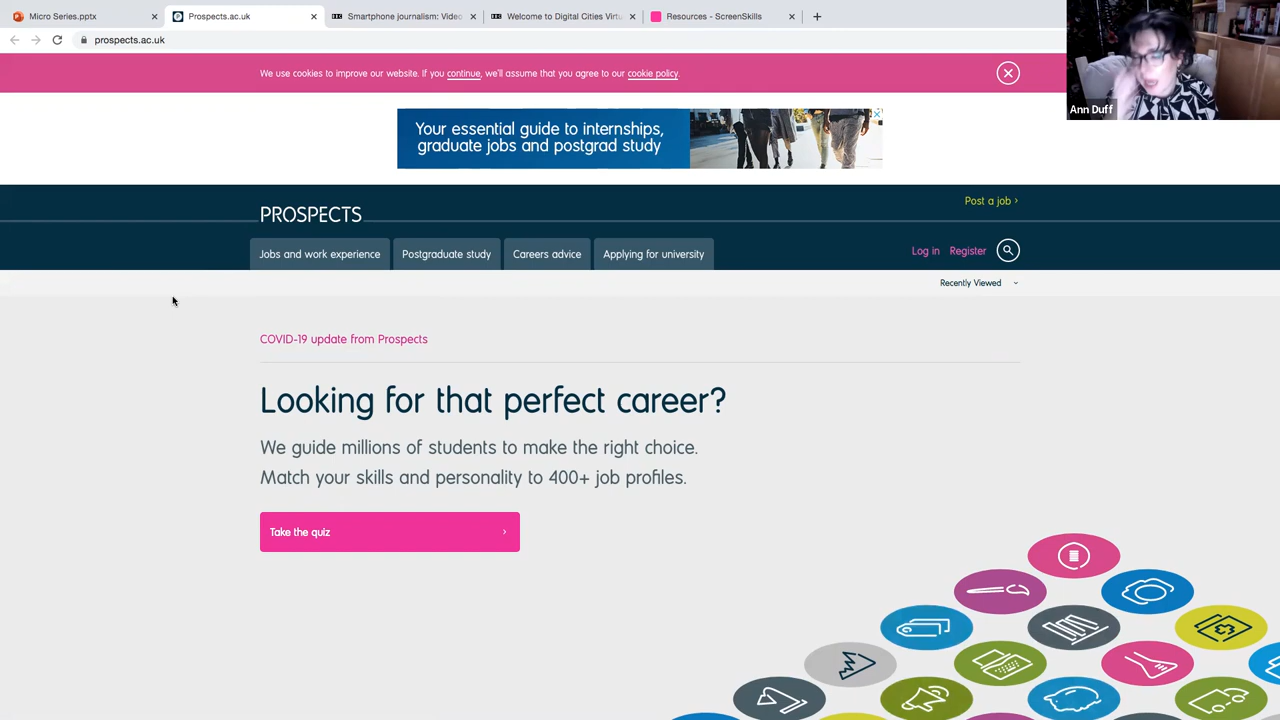 Micro Series.pptx
Prospects.ac.uk
Smartphone journalism: Video
Welcome to Digital Cities Virtu
Resources - ScreenSkills
prospects.ac.uk
We use cookies to improve our website. If you continue, we'll assume that you agree to our cookie policy.
Ann Duff
Your essential guide to internships,
graduate jobs and postgrad study
Post a job
PROSPECTS
Jobs and work experience
Postgraduate study
Careers advice
Applying for university
Log in
Register
Recently Viewed
COVID-19 update from Prospects
Looking for that perfect career?
We guide millions of students to make the right choice.
Match your skills and personality to 400+ job profiles.
Take the quiz